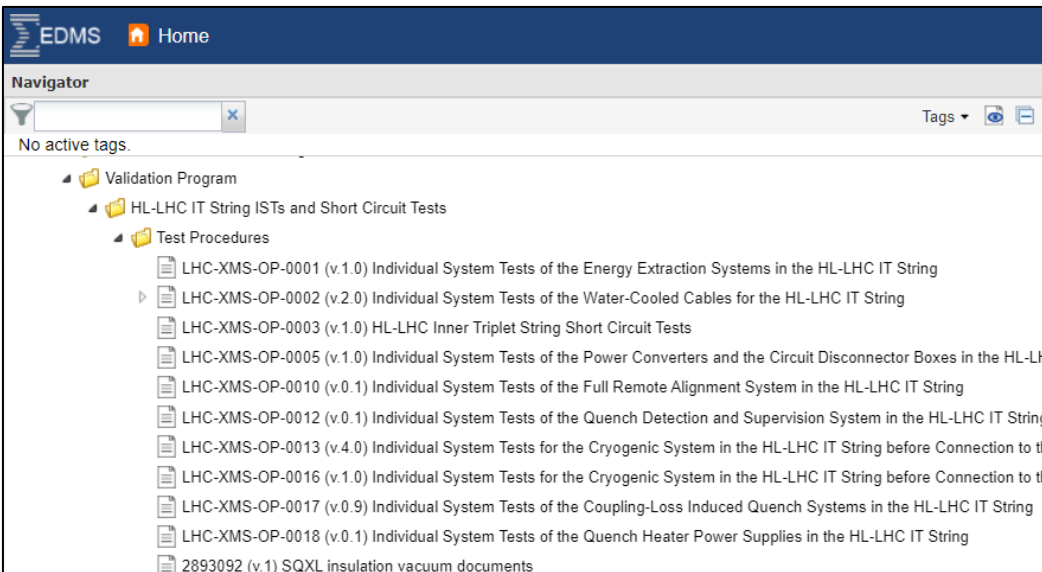 EDMS Home
Navigator
Tags
No active tags.
Validation Program
HL-LHC IT String ISTs and Short Circuit Tests
Test Procedures
LHC-XMS-OP-0001 (v.1.0) Individual System Tests of the Energy Extraction Systems in the HL-LHC IT String
LHC-XMS-OP-0002 (v.2.0) Individual System Tests of the Water-Cooled Cables for the HL-LHC IT String
LHC-XMS-OP-0003 (v.1.0) HL-LHC Inner Triplet String Short Circuit Tests
LHC-XMS-OP-0005 (v.1.0) Individual System Tests of the Power Converters and the Circuit Disconnector Boxes in the
LHC-XMS-OP-0010 (v.0.1) Individual System Tests of the Full Remote Alignment System in the HL-LHC IT String
LHC-XMS-OP-0012 (v.0.1) Individual System Tests of the Quench Detection and Supervision System in the HL-LHC IT String
LHC-XMS-OP-0013 (v.4.0) Individual System Tests for the Cryogenic System in the HL-LHC IT String before Connection to
LHC-XMS-OP-0016 (v.1.0) Individual System Tests for the Cryogenic System in the HL-LHC IT String before Connection to
LHC-XMS-OP-0017 (v.0.9) Individual System Tests of the Coupling-Loss Induced Quench Systems in the HL-LHC IT String
LHC-XMS-OP-0018 (v.0.1) Individual System Tests of the Quench Heater Power Supplies in the HL-LHC IT String
2893092 (v.1) SQXL insulation vacuum documents